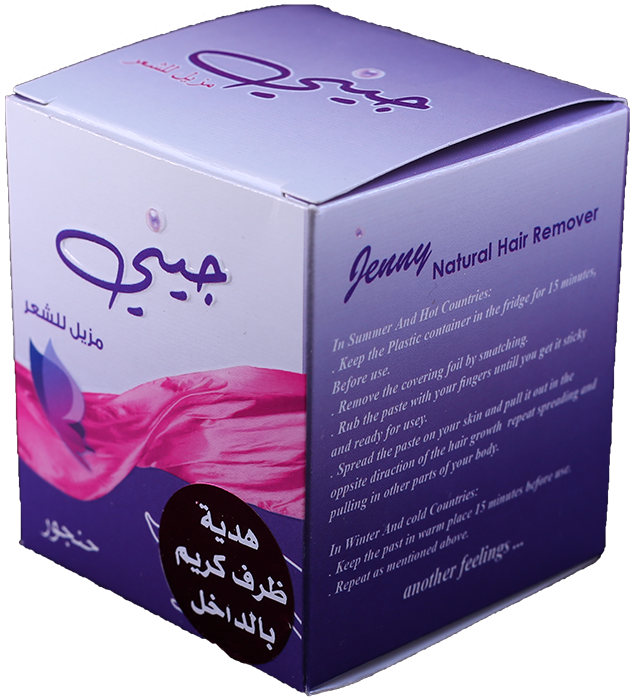 جيني
مزيل للشعر
جيني
مزيل للشعر
حنجور
هدية
ظرف كريم
بالداخل
Jenny Natural Hair Remover
In Summer And Hot Countries:
. Keep the Plastic container in the fridge for 15 minutes,
Before use.
. Remove the covering foil by smatching.
. Rub the paste with your fingers untill you get it sticky
and ready for usey.
. Spread the paste on your skin and pull it out in the
oppsite diraction of the hair growth repeat spreading and
pulling in other parts of your body.
In Winter And cold Countries:
. Keep the past in warm place 15 minutes before use.
. Repeat as mentioned above.
another feelings ...